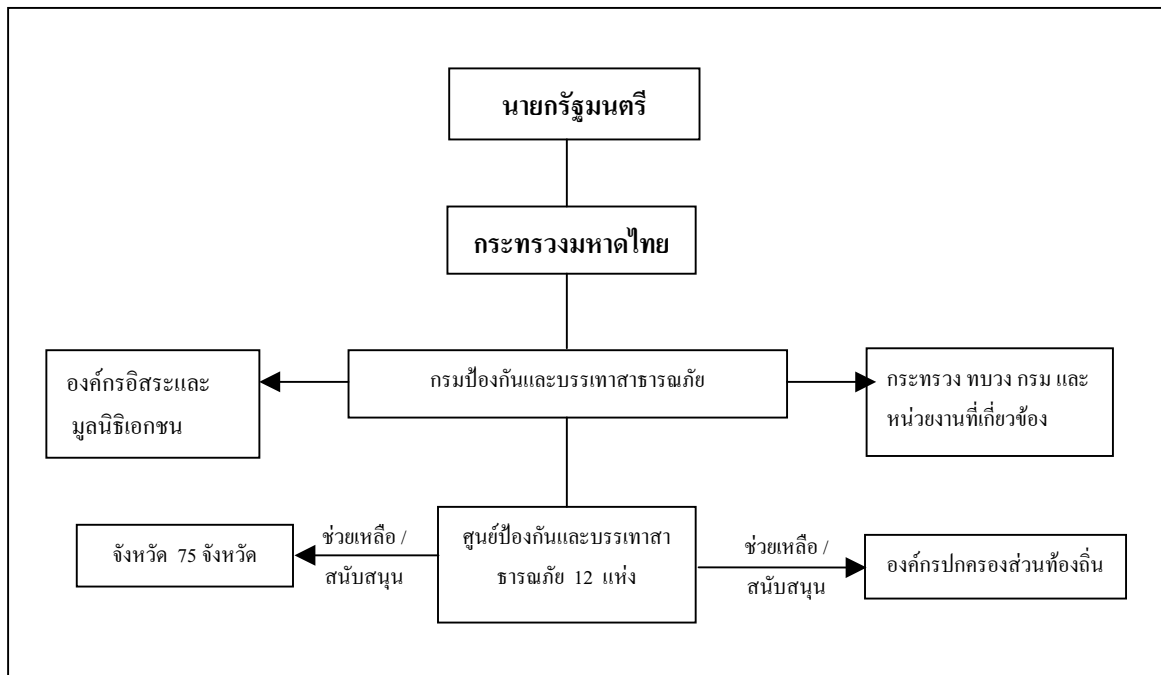 นายกรัฐมนตรี
กระทรวงมหาดไทย
องค์กรอิสระและ
มูลนิธิเอกชน
กรมป้องกันและบรรเทาสาธารณภัย
กระทรวง ทบวง กรม และ
หน่วยงานที่เกี่ยวข้อง
จังหวัด 75 จังหวัด
ช่วยเหลือ /
สนับสนุน
ศูนย์ป้องกันและบรรเทาสา
ธารณภัย 12 แห่ง
ช่วยเหลือ /
สนับสนุน
องค์กรปกครองส่วนท้องถิ่น